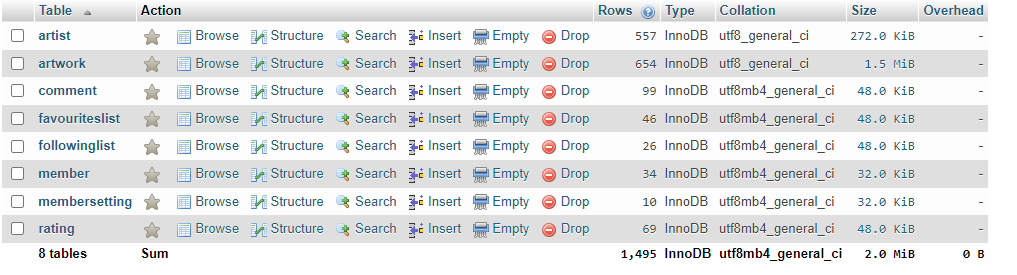 Table Action Rows Type Collation Size Overhead
artist Browse Structure Search Insert Empty Drop 557 InnoDB utf8_general_ci 272.0 KiB -
artwork Browse Structure Search Insert Empty Drop 654 InnoDB utf8_general_ci 1.5 MiB -
comment Browse Structure Search Insert Empty Drop 99 InnoDB utf8mb4_general_ci 48.0 KiB -
favouriteslist Browse Structure Search Insert Empty Drop 46 InnoDB utf8mb4_general_ci 48.0 KiB -
followinglist Browse Structure Search Insert Empty Drop 26 InnoDB utf8mb4_general_ci 48.0 KiB -
member Browse Structure Search Insert Empty Drop 34 InnoDB utf8mb4_general_ci 32.0 KiB -
membersetting Browse Structure Search Insert Empty Drop 10 InnoDB utf8mb4_general_ci 32.0 KiB -
rating Browse Structure Search Insert Empty Drop 69 InnoDB utf8mb4_general_ci 48.0 KiB -
8 tables Sum 1,495 InnoDB utf8mb4_general_ci 2.0 MiB 0 B